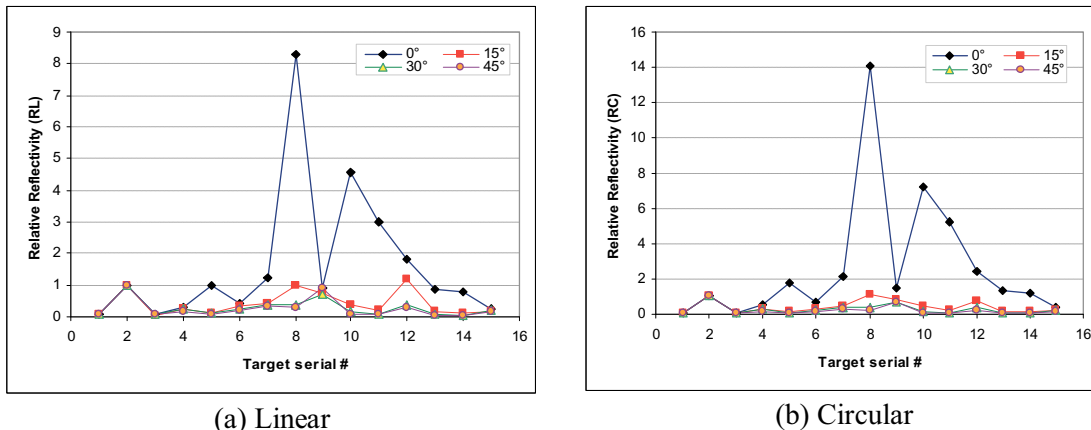 9
8
7
6
5
4
3
2
1
0
Relative Reflectivity (RL)
0° 15°
30° 45°
0 2 4 6 8 10 12 14 16
Target serial #
(a) Linear
16
14
12
10
8
6
4
2
0
Relative Reflectivity (RC)
0° 15°
30° 45°
0 2 4 6 8 10 12 14 16
Target serial #
(b) Circular